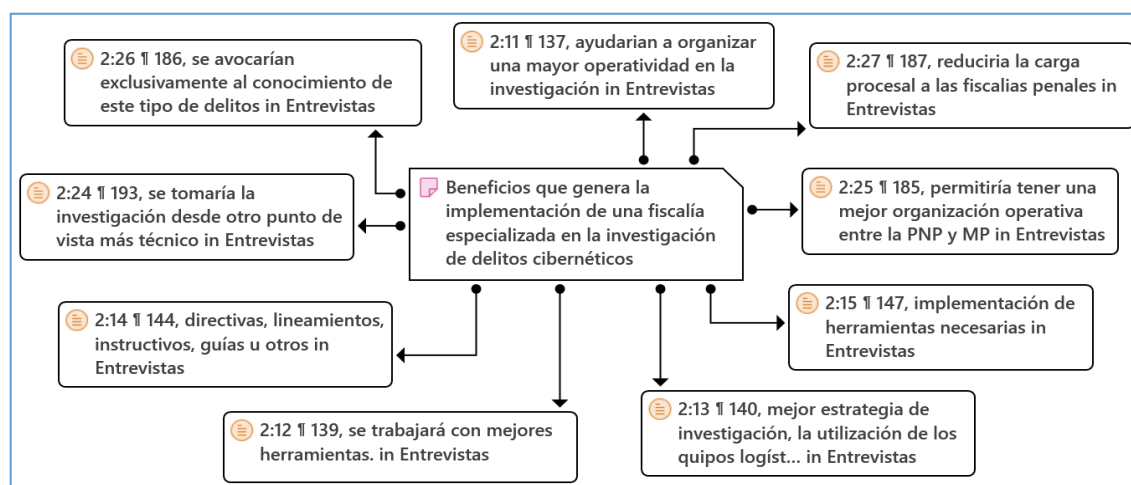 2:26 ¶ 186, se avocarían
exclusivamente al conocimiento de
este tipo de delitos in Entrevistas
2:11 ¶ 137, ayudarian a organizar
una mayor operatividad en la
investigación in Entrevistas
2:27 ¶ 187, reduciria la carga
procesal a las fiscalias penales in
Entrevistas
2:24 ¶ 193, se tomaría la
investigación desde otro punto de
vista más técnico in Entrevistas
Beneficios que genera la
implementación de una fiscalía
especializada en la investigación
de delitos cibernéticos
2:25 ¶ 185, permitiría tener una
mejor organización operativa
entre la PNP y MP in Entrevistas
2:14 ¶ 144, directivas, lineamientos,
instructivos, guías u otros in
Entrevistas
2:15 ¶ 147, implementación de
herramientas necesarias in
Entrevistas
2:12 ¶ 139, se trabajará con mejores
herramientas. in Entrevistas
2:13 ¶ 140, mejor estrategia de
investigación, la utilización de los
quipos logíst... in Entrevistas